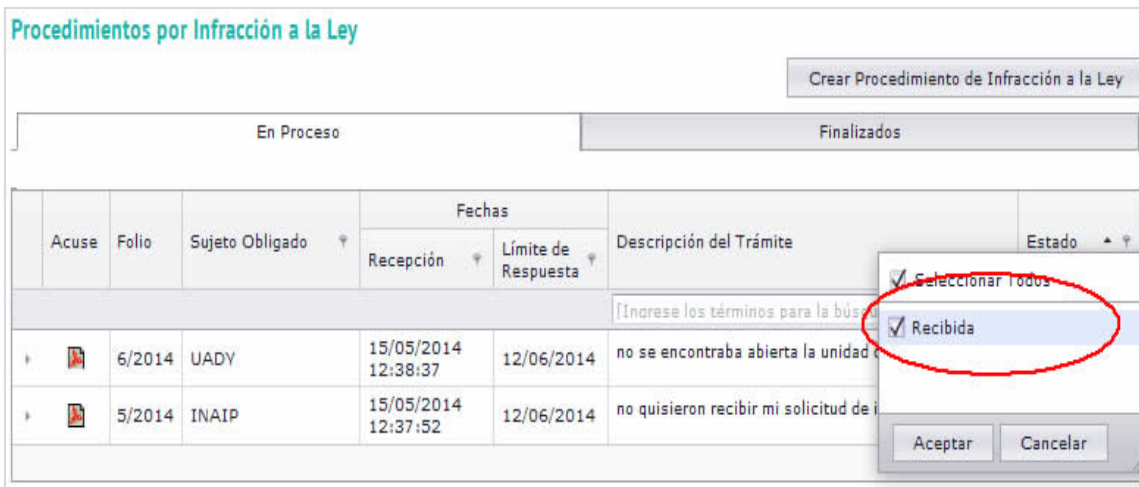 Procedimientos por Infracción a la Ley
Crear Procedimiento de Infracción a la Ley
En Proceso
Finalizados
Acuse
Folio
Sujeto Obligado
Fechas
Recepción
Límite de
Respuesta
Descripción del Trámite
Estado
Seleccionar Todos
[Ingrese los términos para la búsqu
Recibida
6/2014 UADY 15/05/2014 12/06/2014 no se encontraba abierta la unidad
12:38:37
5/2014 INAIP 15/05/2014 12/06/2014 no quisieron recibir mi solicitud de i
12:37:52
Aceptar
Cancelar